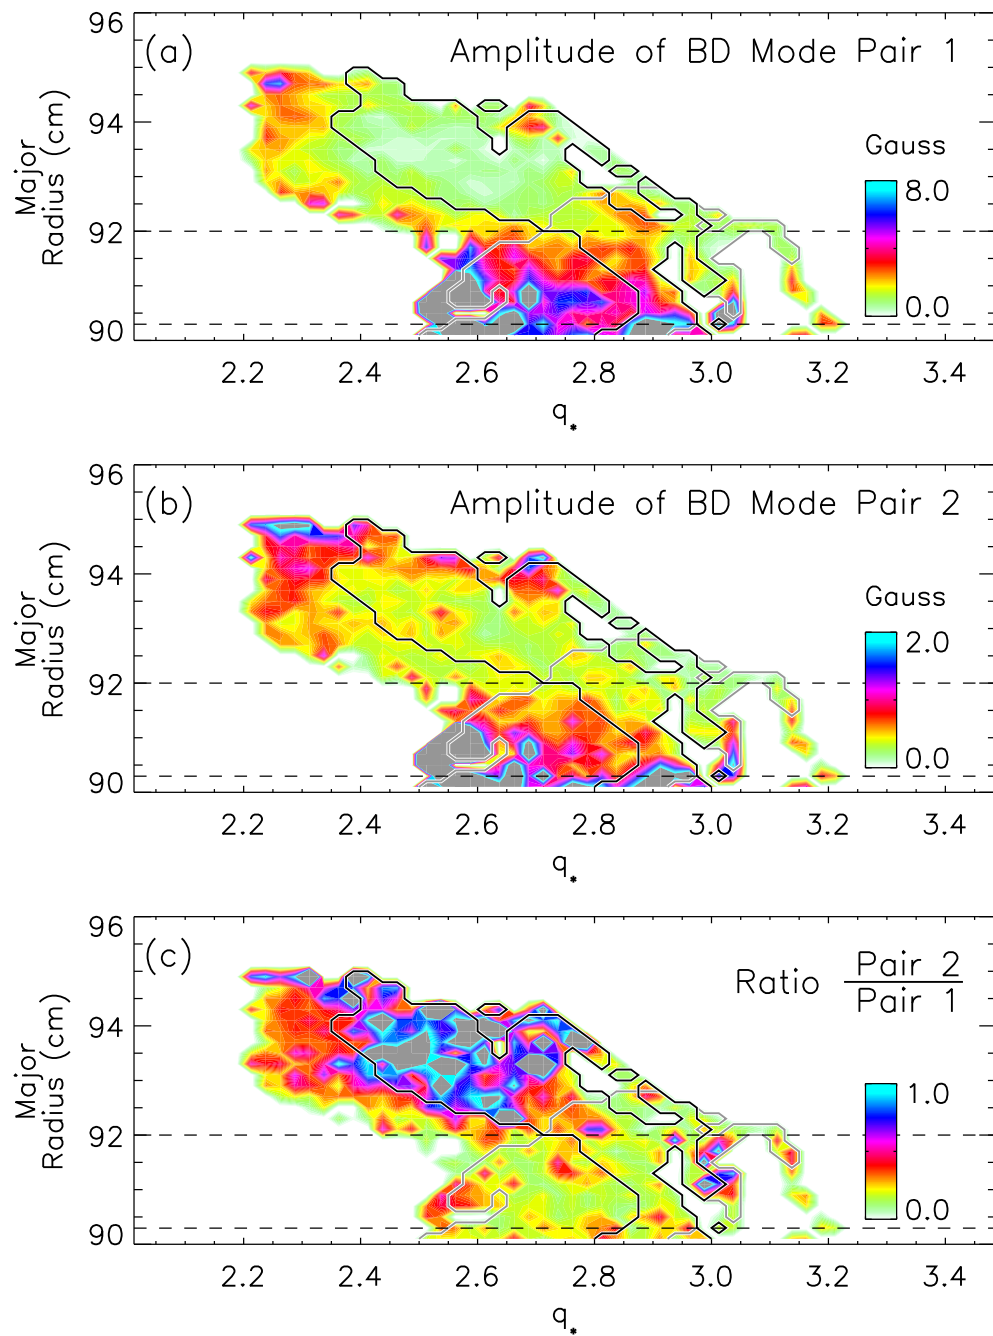 96
(a) Amplitude of BD Mode Pair 1
94
Major
Radius (cm)
Gauss
8.0
92
0.0
90
2.2 2.4 2.6 2.8 3.0 3.2 3.4
q*
96
(b) Amplitude of BD Mode Pair 2
94
Major
Radius (cm)
Gauss
2.0
92
0.0
90
2.2 2.4 2.6 2.8 3.0 3.2 3.4
q*
96
(c)
Ratio Pair 2
Pair 1
94
Major
Radius (cm)
1.0
92
0.0
90
2.2 2.4 2.6 2.8 3.0 3.2 3.4
q*